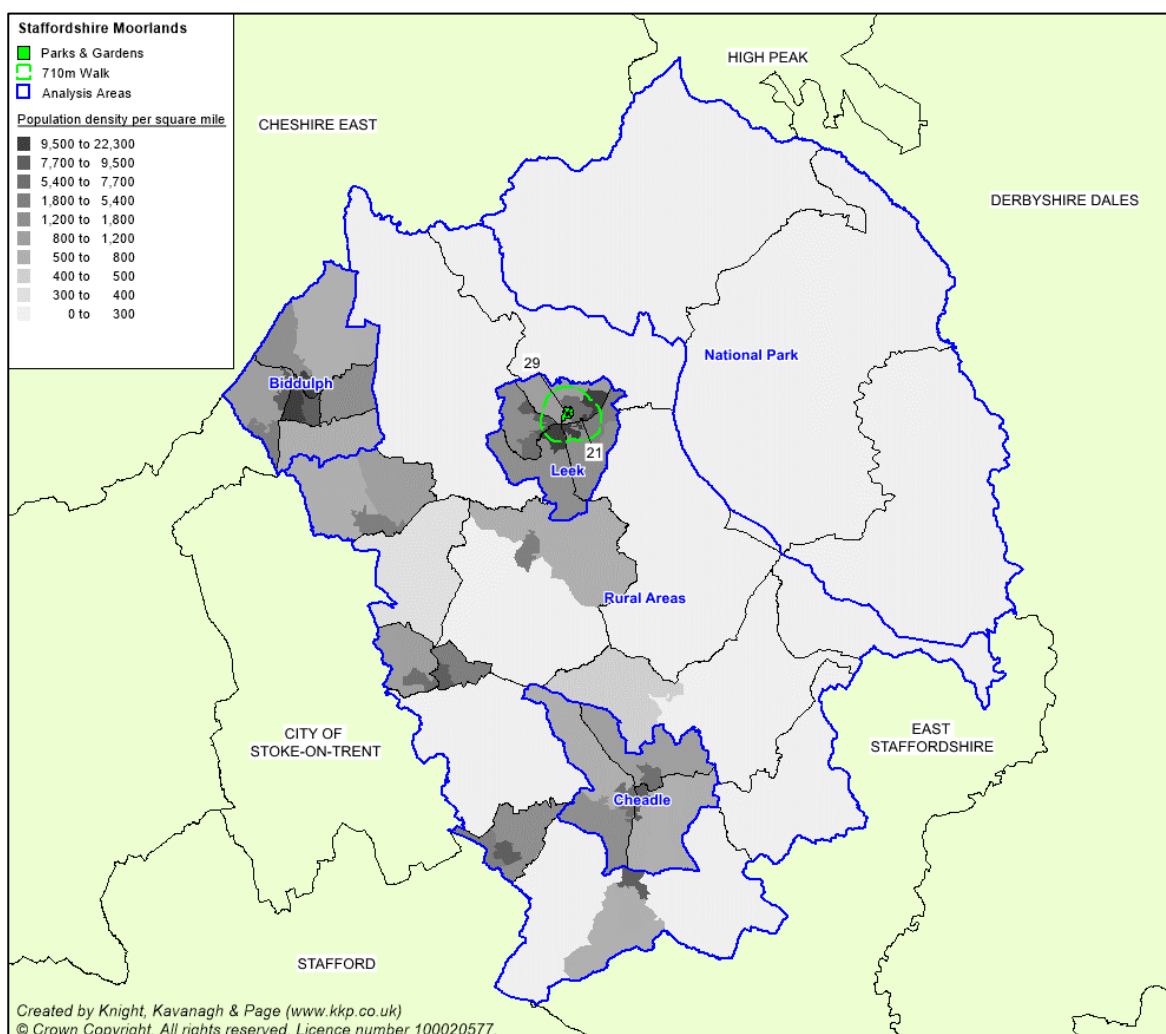 Staffordshire Moorlands
Parks & Gardens
710m Walk
Analysis Areas
Population density per square mile
9,500 to 22,300
7,700 to 9,500
5,400 to 7,700
1,800 to 5,400
1,200 to 1,800
800 to 1,200
500 to 800
400 to 500
300 to 400
0 to 300
HIGH PEAK
CHESHIRE EAST
DERBYSHIRE DALES
National Park
29
Biddulph
21
Leek
Rural Areas
CITY OF
STOKE-ON-TRENT
EAST
STAFFORDSHIRE
Cheadle
STAFFORD
Created by Knight, Kavanagh & Page (www.kkp.co.uk)
© Crown Copyright. All rights reserved. Licence number 100020577.